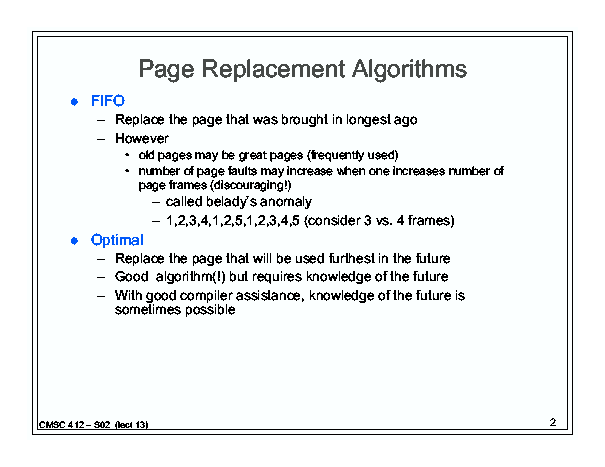 Page Replacement Algorithms
● FIFO
– Replace the page that was brought in longest ago
– However
• old pages may be great pages (frequently used)
• number of page faults may increase when one increases number of
page frames (discouraging!)
– called belady's anomaly
– 1,2,3,4,1,2,5,1,2,3,4,5 (consider 3 vs. 4 frames)
● Optimal
– Replace the page that will be used furthest in the future
– Good algorithm(!) but requires knowledge of the future
– With good compiler assistance, knowledge of the future is
sometimes possible
CMSC 412 – S02 (lect 13)
2